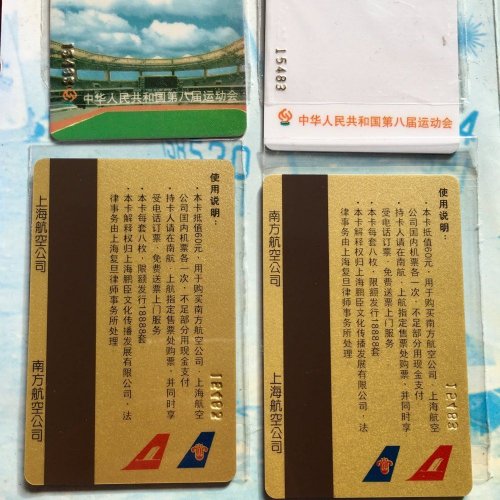 15483
中华人民共和国第八届运动会
15483
中华人民共和国第八届运动会
使用说明：
·本卡抵值60元，用于购买南方航空公司、上海航空
公司国内机票各一次，不足部分用现金支付
·持卡人请在南航、上航指定售票处购票，并同时享
受电话订票、免费送票上门服务
·本卡每套八枚，限额发行18888套
·本卡解释权归上海鹏臣文化传播发展有限公司，法
律事务由上海复旦律师事务所处理
上海航空公司
南方航空公司
15483
使用说明：
·本卡抵值60元，用于购买南方航空公司、上海航空
公司国内机票各一次，不足部分用现金支付
·持卡人请在南航、上航指定售票处购票，并同时享
受电话订票、免费送票上门服务
·本卡每套八枚，限额发行18888套
·本卡解释权归上海鹏臣文化传播发展有限公司，法
律事务由上海复旦律师事务所处理
南方航空公司
上海航空公司
15483